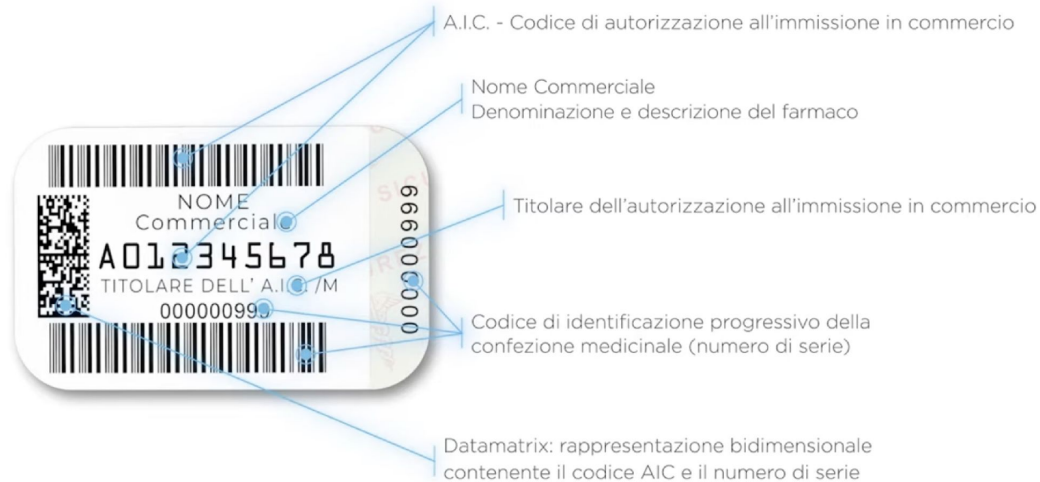 A.I.C. - Codice di autorizzazione all'immissione in commercio
Nome Commerciale
Denominazione e descrizione del farmaco
Titolare dell'autorizzazione all'immissione in commercio
Codice di identificazione progressivo della
confezione medicinale (numero di serie)
Datamatrix: rappresentazione bidimensionale
contenente il codice AIC e il numero di serie
NOME
Commerciale
A012345678
TITOLARE DELL' A.I.C. /M
000000999